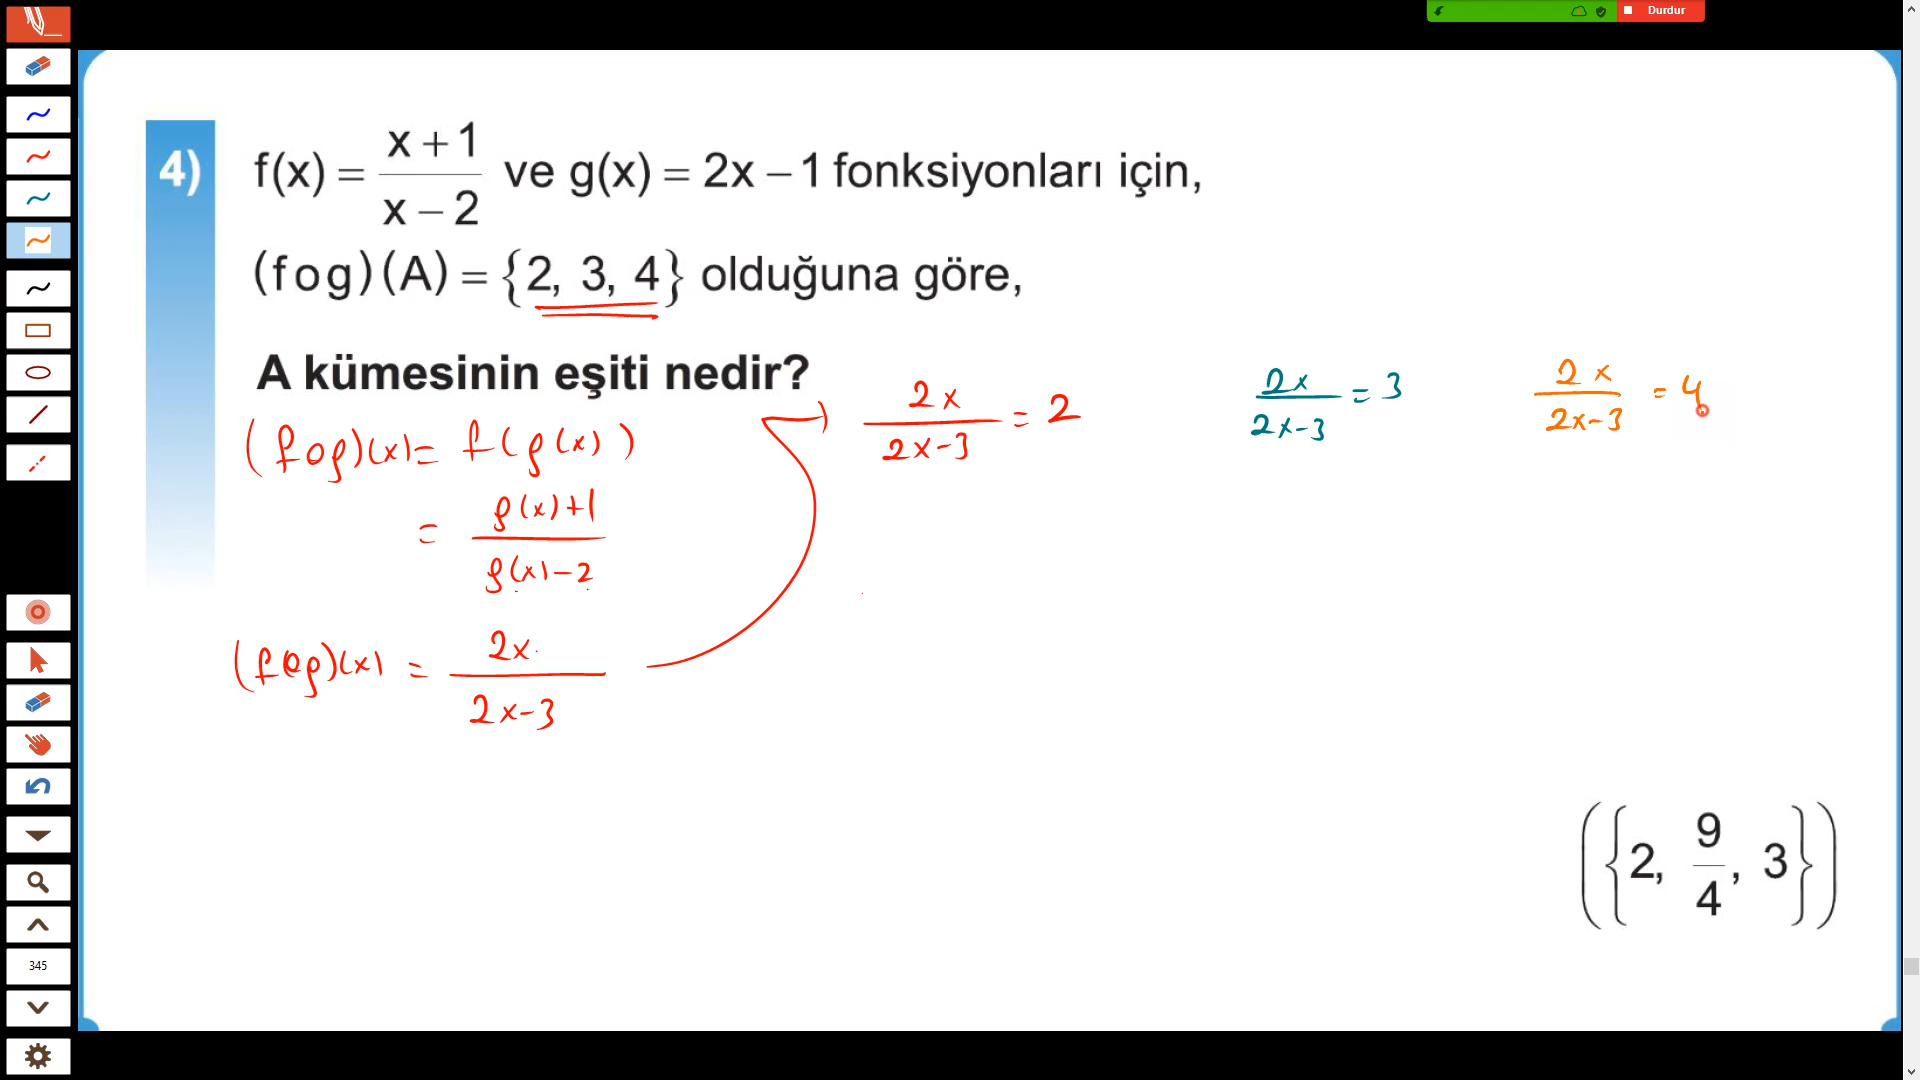 Durdur
4) f(x) = x + 1 / x − 2 ve g(x) = 2x − 1 fonksiyonları için,
(fog)(A) = {2, 3, 4} olduğuna göre,
A kümesinin eşiti nedir?
(fog)(x) = f(g(x))
= g(x)+1 / g(x)-2
(fog)(x) = 2x / 2x-3
2x / 2x-3 = 2
2x / 2x-3 = 3
2x / 2x-3 = 4
({2, 9/4, 3})
345